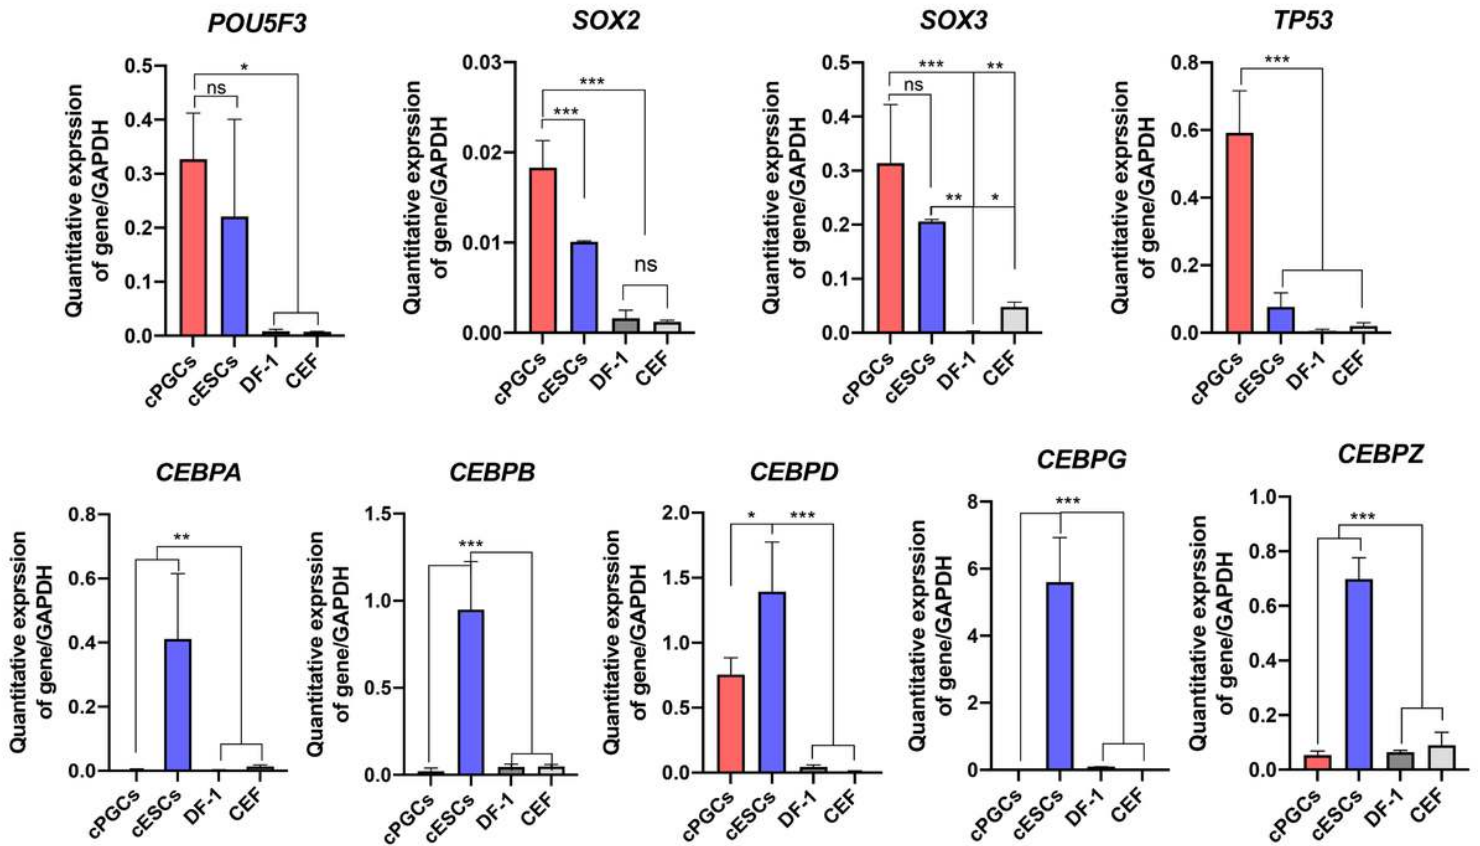 POU5F3
Quantitative exprssion
of gene/GAPDH
0.5
0.4
0.3
0.2
0.1
0.0
*
ns
cPGCs
cESCs
DF-1
CEF
SOX2
Quantitative exprssion
of gene/GAPDH
0.03
0.02
0.01
0.00
***
***
ns
cPGCs
cESCs
DF-1
CEF
SOX3
Quantitative exprssion
of gene/GAPDH
0.5
0.4
0.3
0.2
0.1
0.0
*** **
ns
** *
cPGCs
cESCs
DF-1
CEF
TP53
Quantitative exprssion
of gene/GAPDH
0.8
0.6
0.4
0.2
0.0
***
cPGCs
cESCs
DF-1
CEF
CEBPA
Quantitative exprssion
of gene/GAPDH
0.8
0.6
0.4
0.2
0.0
**
cPGCs
cESCs
DF-1
CEF
CEBPB
Quantitative exprssion
of gene/GAPDH
1.5
1.0
0.5
0.0
***
cPGCs
cESCs
DF-1
CEF
CEBPD
Quantitative exprssion
of gene/GAPDH
2.0
1.5
1.0
0.5
0.0
* ***
cPGCs
cESCs
DF-1
CEF
CEBPG
Quantitative exprssion
of gene/GAPDH
8
6
4
2
0
***
cPGCs
cESCs
DF-1
CEF
CEBPZ
Quantitative exprssion
of gene/GAPDH
1.0
0.8
0.6
0.4
0.2
0.0
***
cPGCs
cESCs
DF-1
CEF